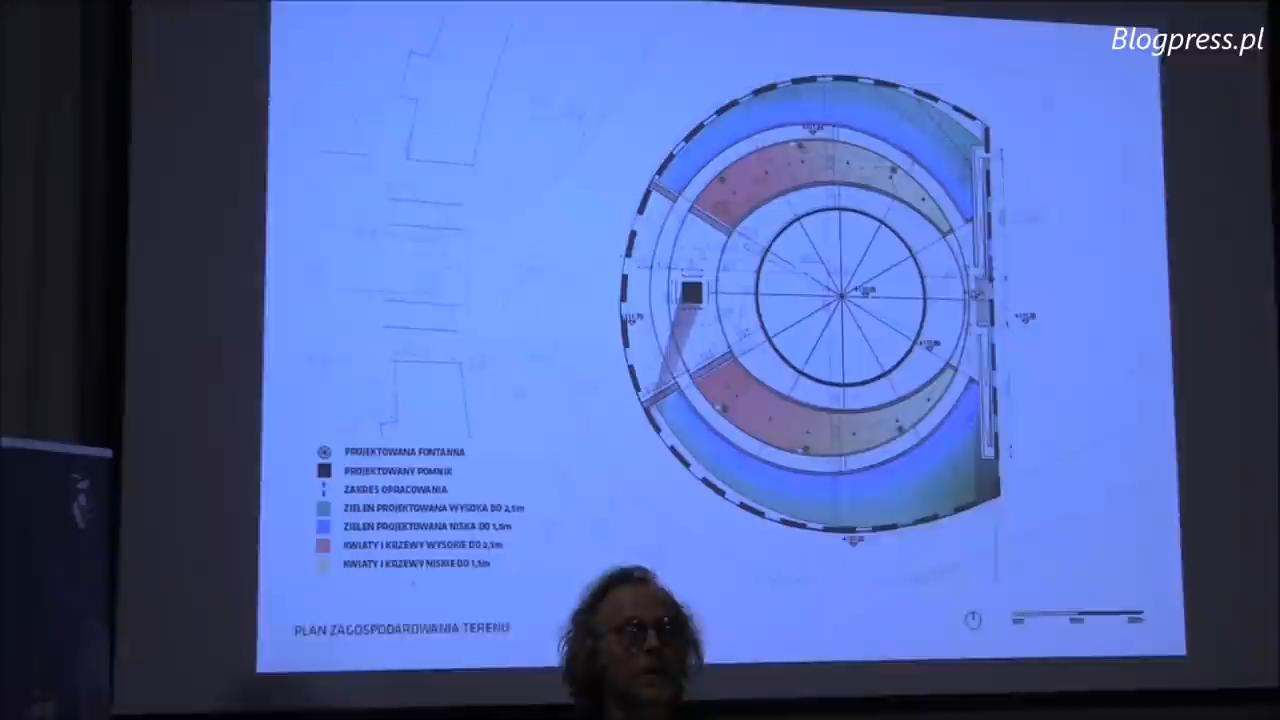 Blogpress.pl
PROJEKTOWANA FONTANNA
PROJEKTOWANY POMNIK
ZAKRES OPRACOWANIA
ZIELEŃ PROJEKTOWANA WYSOKA DO 2,5m
ZIELEŃ PROJEKTOWANA NISKA DO 1,5m
KWIATY I KRZEWY WYSOKIE DO 2,5m
KWIATY I KRZEWY NISKIE DO 1,5m
PLAN ZAGOSPODAROWANIA TERENU